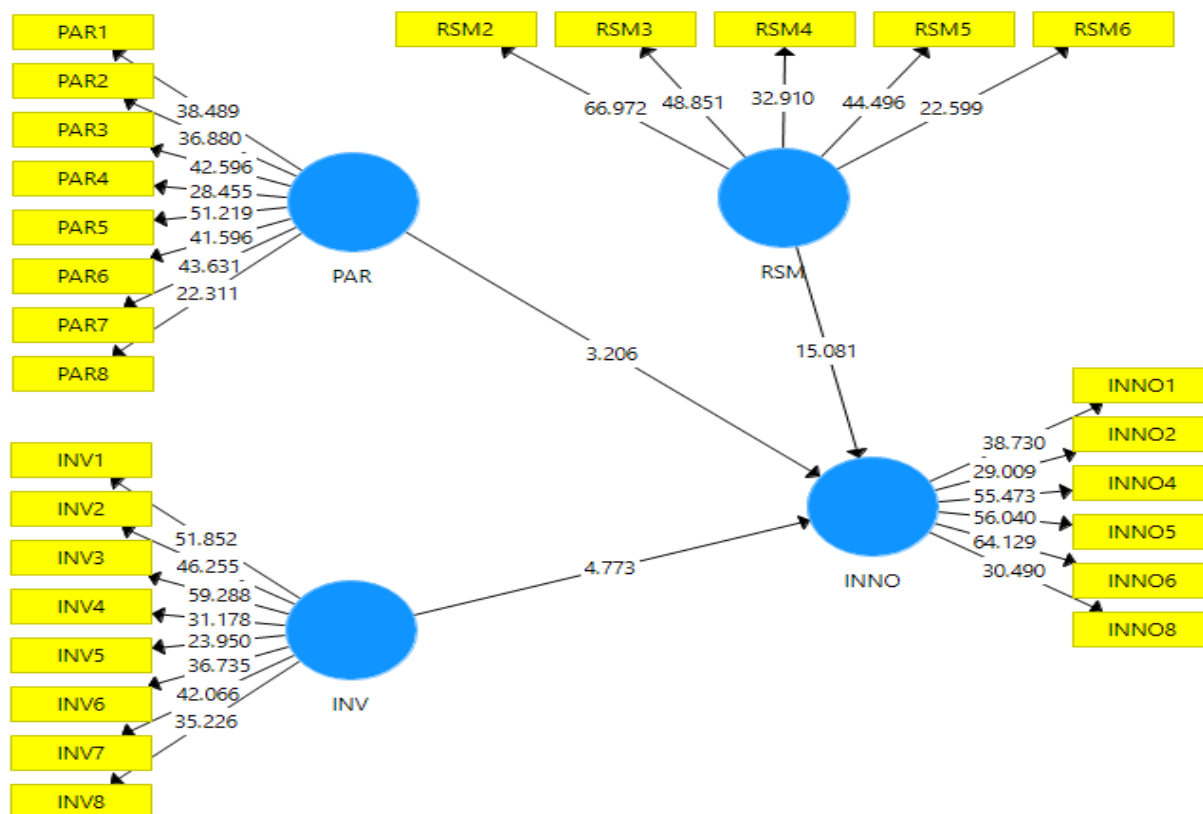 PAR1
PAR2
PAR3
PAR4
PAR5
PAR6
PAR7
PAR8
38.489
36.880
42.596
28.455
51.219
41.596
43.631
22.311
PAR
RSM2
RSM3
RSM4
RSM5
RSM6
66.972
48.851
32.910
44.496
22.599
RSM
3.206
15.081
INV1
INV2
INV3
INV4
INV5
INV6
INV7
INV8
51.852
46.255
59.288
31.178
23.950
36.735
42.066
35.226
INV
4.773
INNO
38.730
29.009
55.473
56.040
64.129
30.490
INNO1
INNO2
INNO4
INNO5
INNO6
INNO8